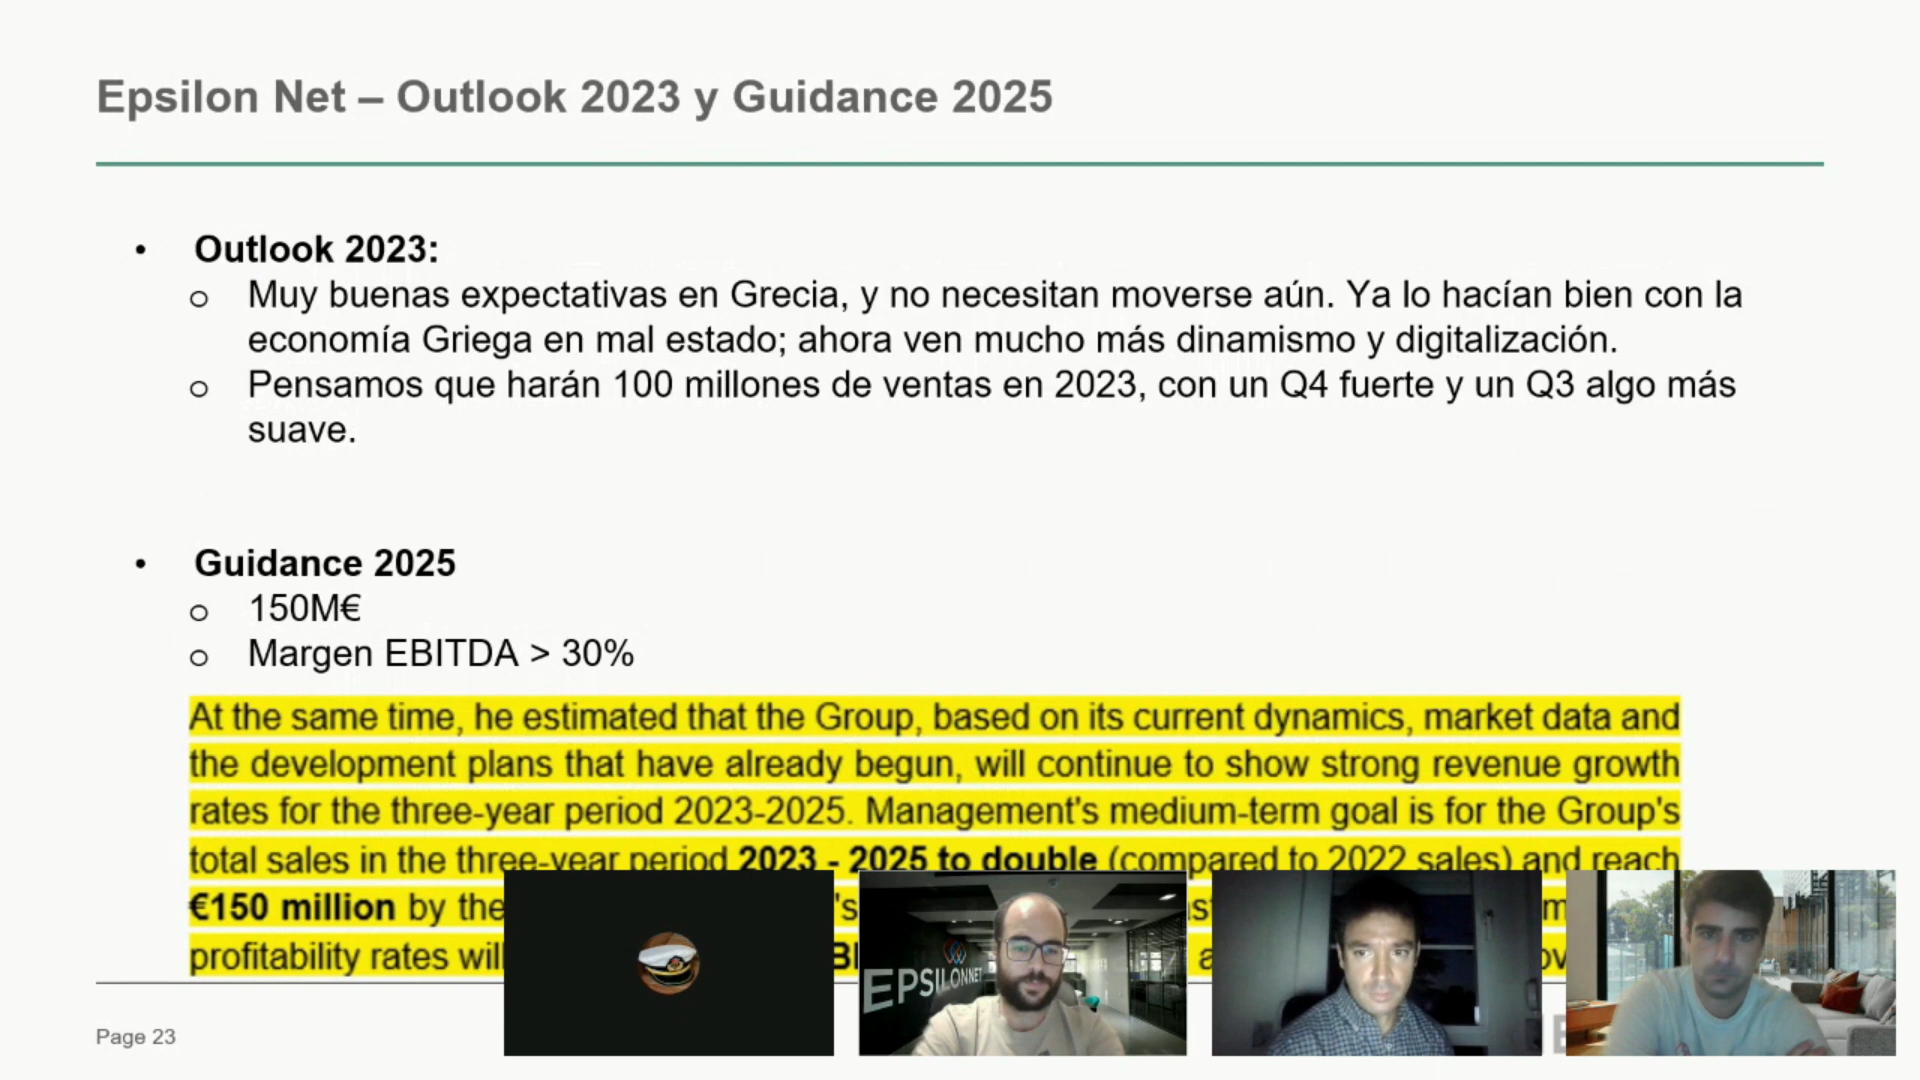 Epsilon Net – Outlook 2023 y Guidance 2025
• Outlook 2023:
o Muy buenas expectativas en Grecia, y no necesitan moverse aún. Ya lo hacían bien con la
economía Griega en mal estado; ahora ven mucho más dinamismo y digitalización.
o Pensamos que harán 100 millones de ventas en 2023, con un Q4 fuerte y un Q3 algo más
suave.
• Guidance 2025
o 150M€
o Margen EBITDA > 30%
At the same time, he estimated that the Group, based on its current dynamics, market data and
the development plans that have already begun, will continue to show strong revenue growth
rates for the three-year period 2023-2025. Management's medium-term goal is for the Group's
total sales in the three-year period 2023 - 2025 to double (compared to 2022 sales) and reach
€150 million by the
profitability rates will
EPSILONNET
Page 23